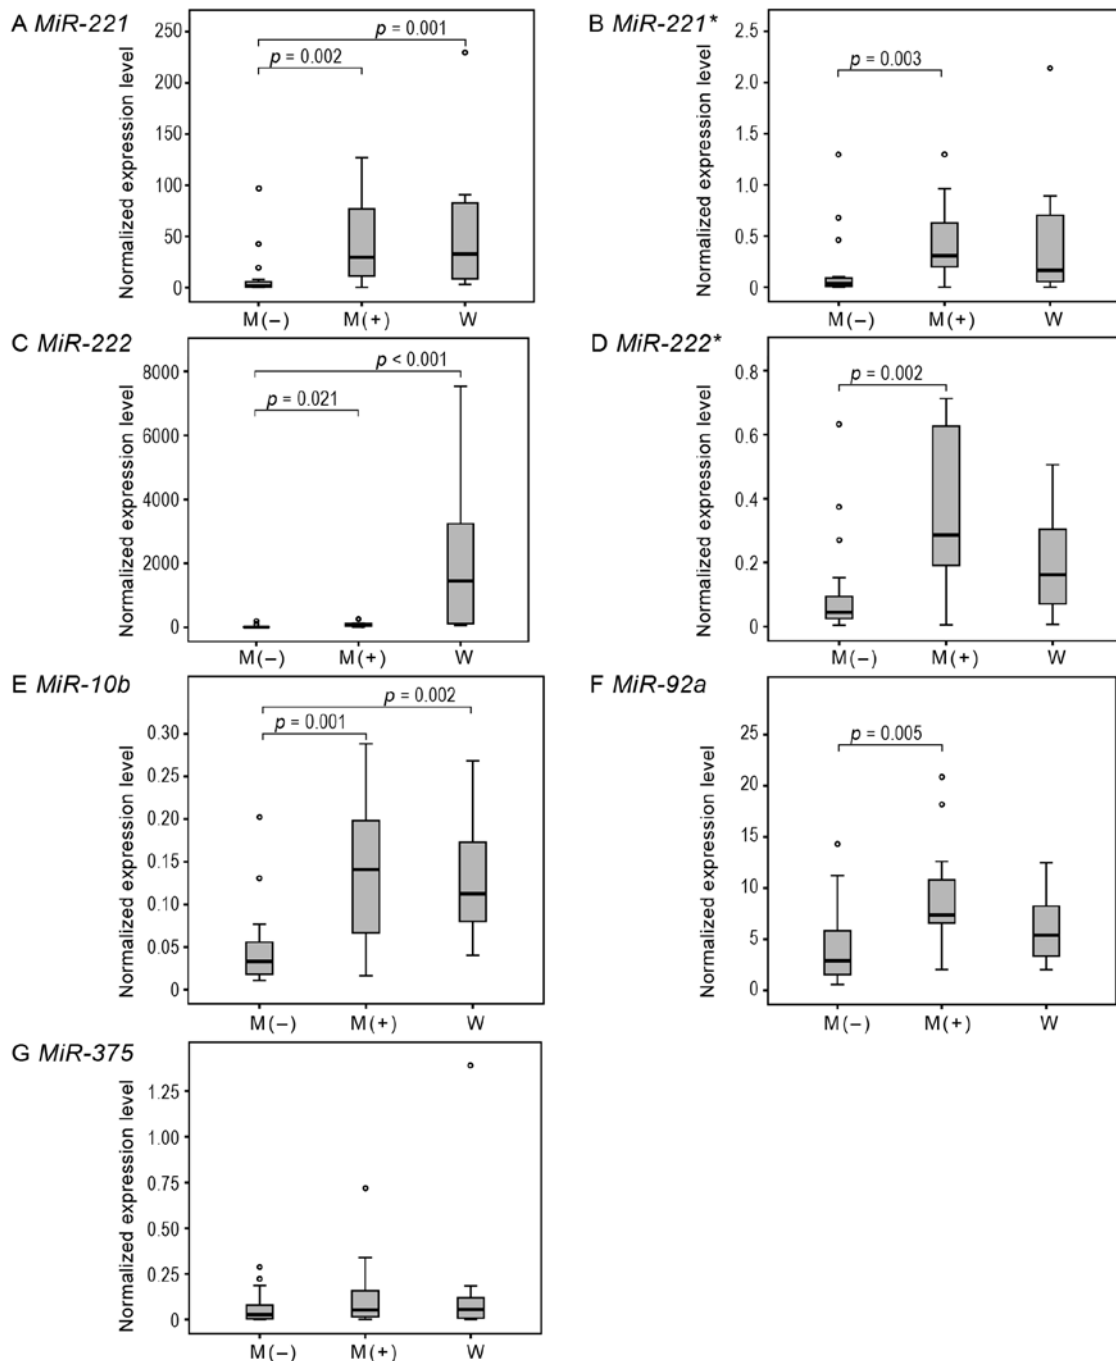 A MiR-221
Normalized expression level
250
200
150
100
50
0
p = 0.001
p = 0.002
M(−) M(+) W
B MiR-221*
Normalized expression level
2.5
2.0
1.5
1.0
0.5
0
p = 0.003
M(−) M(+) W
C MiR-222
Normalized expression level
8000
6000
4000
2000
0
p < 0.001
p = 0.021
M(−) M(+) W
D MiR-222*
Normalized expression level
0.8
0.6
0.4
0.2
0
p = 0.002
M(−) M(+) W
E MiR-10b
Normalized expression level
0.30
0.25
0.20
0.15
0.10
0.05
0
p = 0.002
p = 0.001
M(−) M(+) W
F MiR-92a
Normalized expression level
25
20
15
10
5
0
p = 0.005
M(−) M(+) W
G MiR-375
Normalized expression level
1.25
1.00
0.75
0.50
0.25
0
M(−) M(+) W